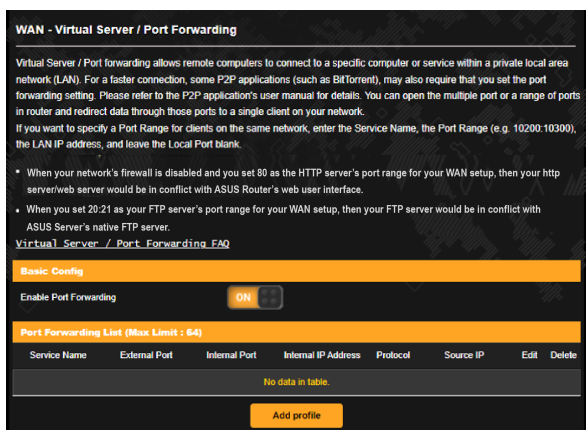 WAN - Virtual Server / Port Forwarding
Virtual Server / Port forwarding allows remote computers to connect to a specific computer or service within a private local area
network (LAN). For a faster connection, some P2P applications (such as BitTorrent), may also require that you set the port
forwarding setting. Please refer to the P2P application's user manual for details. You can open the multiple port or a range of ports
in router and redirect data through those ports to a single client on your network.
If you want to specify a Port Range for clients on the same network, enter the Service Name, the Port Range (e.g. 10200:10300),
the LAN IP address, and leave the Local Port blank.
• When your network's firewall is disabled and you set 80 as the HTTP server's port range for your WAN setup, then your http
server/web server would be in conflict with ASUS Router's web user interface.
• When you set 20:21 as your FTP server's port range for your WAN setup, then your FTP server would be in conflict with
ASUS Server's native FTP server.
Virtual Server / Port Forwarding FAQ
Basic Config
Enable Port Forwarding ON
Port Forwarding List (Max Limit : 64)
Service Name External Port Internal Port Internal IP Address Protocol Source IP Edit Delete
No data in table.
Add profile